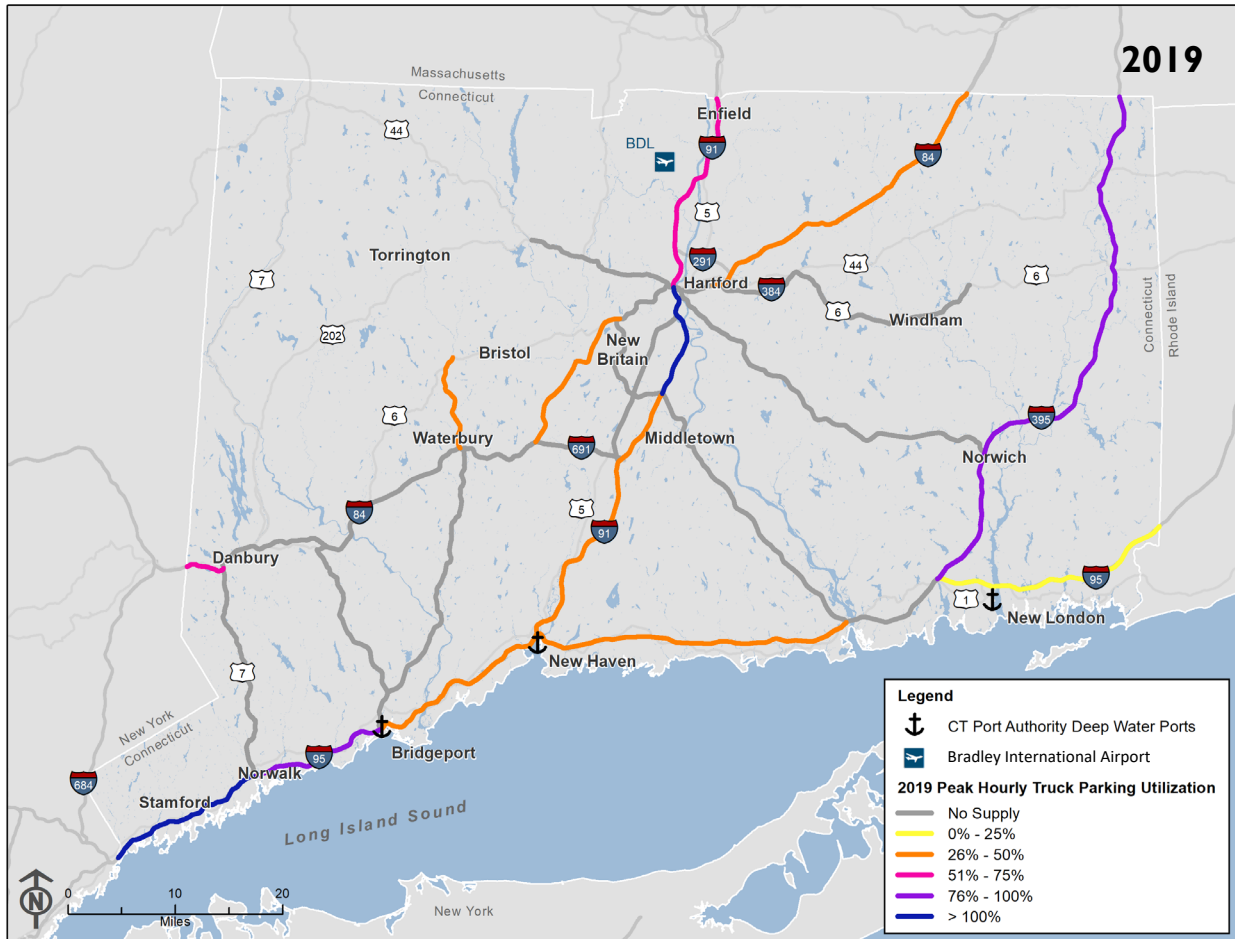 2019
Massachusetts
Connecticut
Enfield
44
BDL
91
84
5
Torrington
7
291
Hartford
44
384
6
6
Windham
Connecticut
Rhode Island
202
Bristol
New
Britain
6
Waterbury
691
Middletown
395
Norwich
84
5
91
Danbury
95
1
New London
7
New Haven
New York
Connecticut
Bridgeport
95
Norwalk
684
Stamford
Long Island Sound
N
0 10 20
Miles
New York
Legend
CT Port Authority Deep Water Ports
Bradley International Airport
2019 Peak Hourly Truck Parking Utilization
No Supply
0% - 25%
26% - 50%
51% - 75%
76% - 100%
> 100%